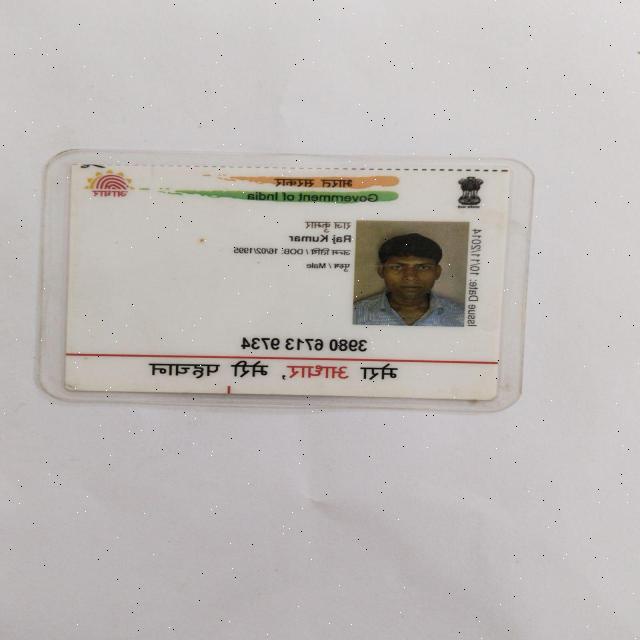 भारत सरकार
Government of India
आधार
राज कुमार
Raj Kumar
जन्म तिथि / DOB: 16/02/1995
पुरुष / Male
Issue Date: 10/11/2014
3980 6713 9734
मेरा आधार, मेरी पहचान